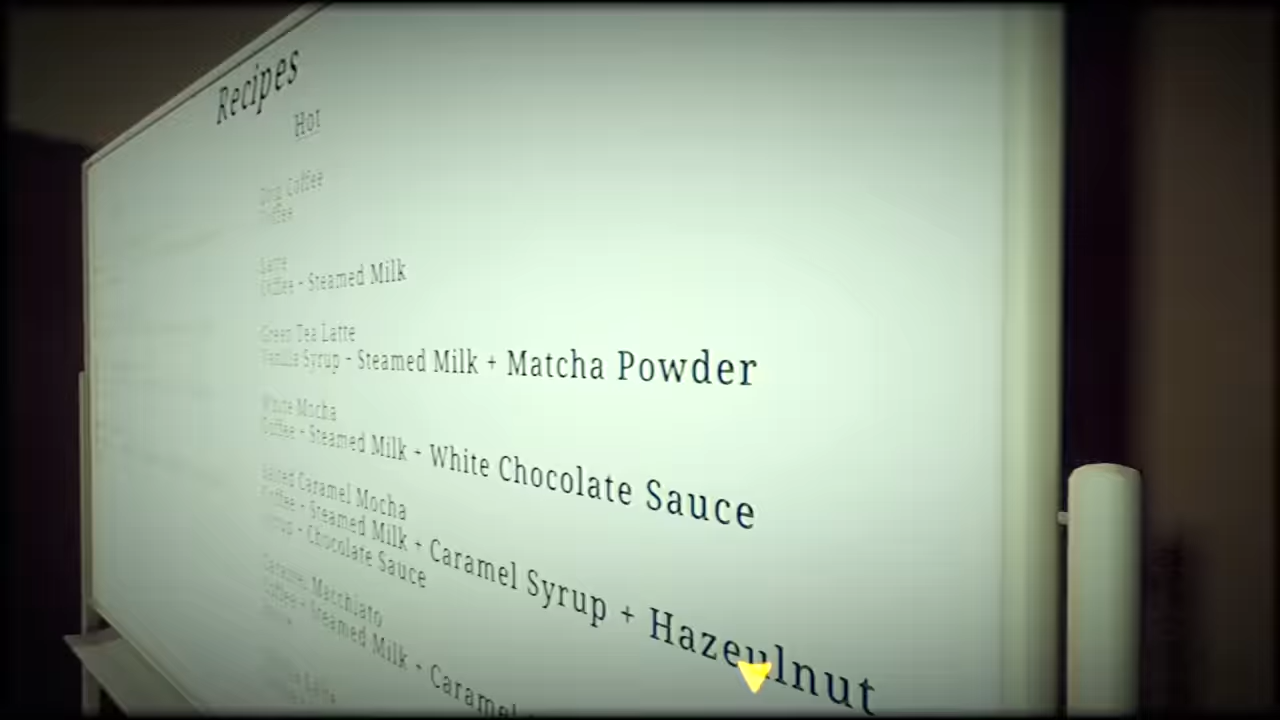 Recipes
Hot
Drip Coffee
Coffee
Latte
Coffee + Steamed Milk
Green Tea Latte
Vanilla Syrup + Steamed Milk + Matcha Powder
White Mocha
Coffee + Steamed Milk + White Chocolate Sauce
Salted Caramel Mocha
Coffee + Steamed Milk + Caramel Syrup + Hazeulnut
Syrup + Chocolate Sauce
Caramel Macchiato
Coffee + Steamed Milk + Caramel